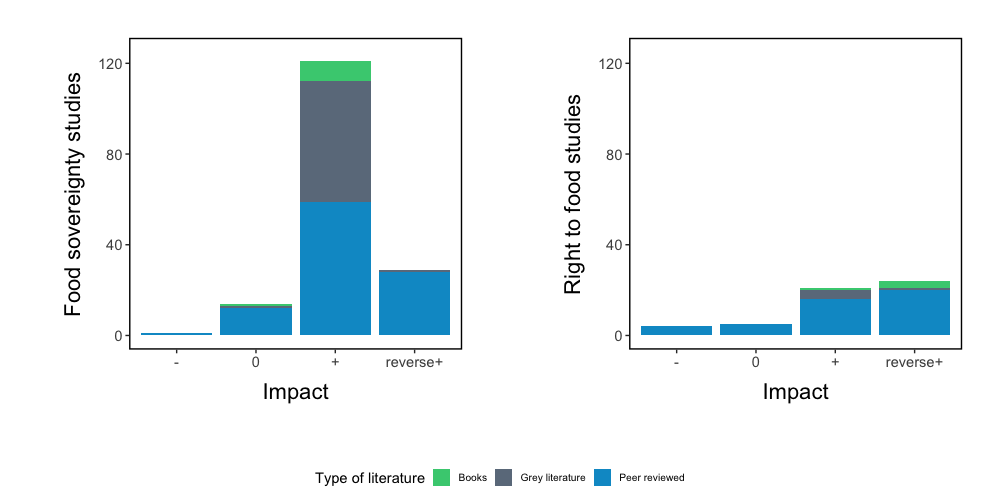 Food sovereignty studies
120
80
40
0
- 0 + reverse+
Impact
Right to food studies
120
80
40
0
- 0 + reverse+
Impact
Type of literature Books Grey literature Peer reviewed